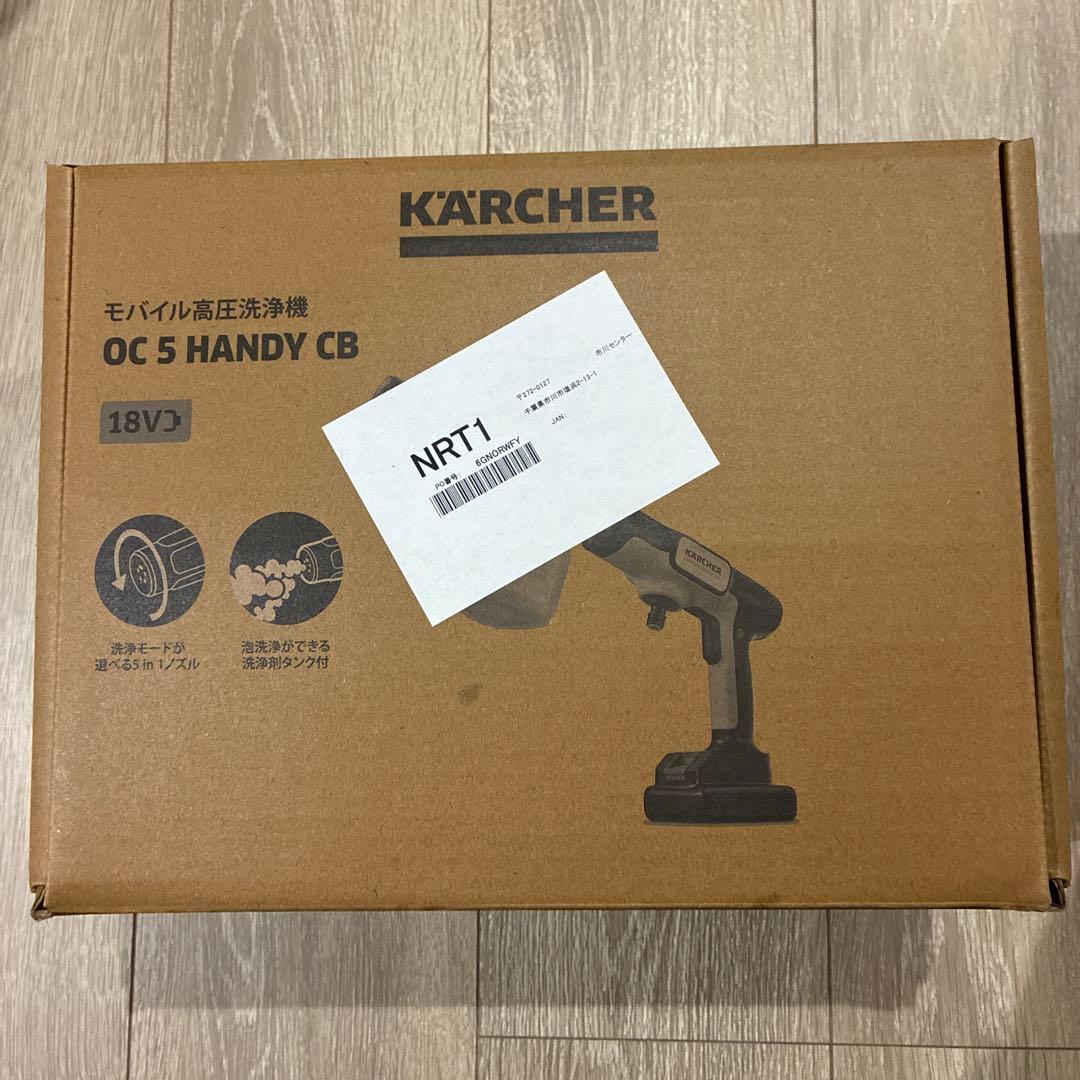 KÄRCHER
モバイル高圧洗浄機
OC 5 HANDY CB
18V
洗浄モードが
選べる5 in 1ノズル
泡洗浄ができる
洗浄剤タンク付
市川センター
〒272-0127
千葉県市川市塩浜2-13-1
JAN:
NRT1
PO番号: 6GNORWFY
KÄRCHER